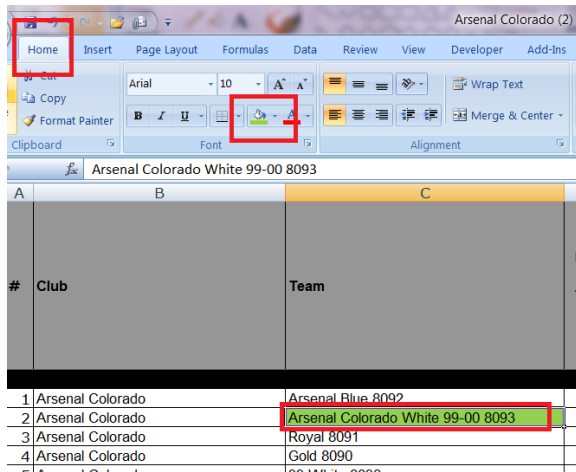 Arsenal Colorado (2)
Home Insert Page Layout Formulas Data Review View Developer Add-Ins
Cut
Arial 10 A A Wrap Text
Copy
Format Painter B I U A Merge & Center
Clipboard Font Alignment
fx Arsenal Colorado White 99-00 8093
A B C
# Club Team
1 Arsenal Colorado Arsenal Blue 8092
2 Arsenal Colorado Arsenal Colorado White 99-00 8093
3 Arsenal Colorado Royal 8091
4 Arsenal Colorado Gold 8090